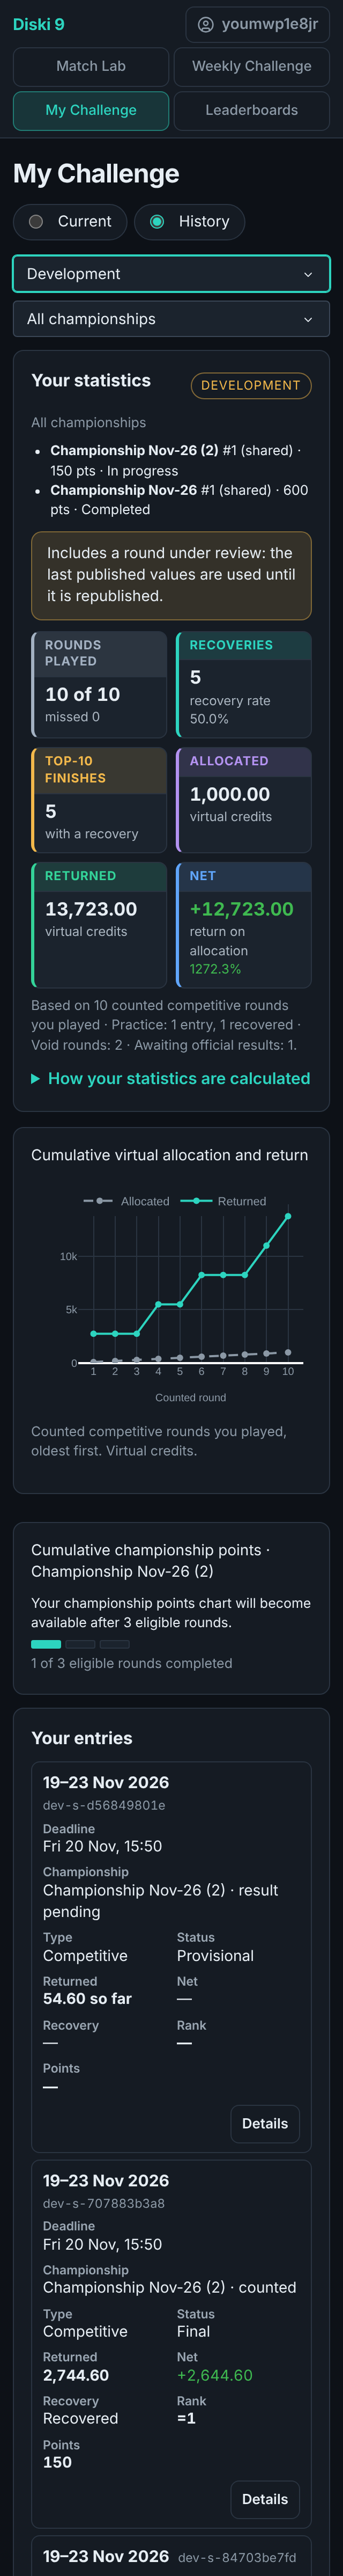 Diski 9
youmwp1e8jr
Match Lab
Weekly Challenge
My Challenge
Leaderboards
My Challenge
Current
History
Development
All championships
Your statistics
DEVELOPMENT
All championships
• Championship Nov-26 (2) #1 (shared) ·
150 pts · In progress
• Championship Nov-26 #1 (shared) · 600
pts · Completed
Includes a round under review: the
last published values are used until
it is republished.
ROUNDS
PLAYED
10 of 10
missed 0
RECOVERIES
5
recovery rate
50.0%
TOP-10
FINISHES
5
with a recovery
ALLOCATED
1,000.00
virtual credits
RETURNED
13,723.00
virtual credits
NET
+12,723.00
return on
allocation
1272.3%
Based on 10 counted competitive rounds
you played · Practice: 1 entry, 1 recovered ·
Void rounds: 2 · Awaiting official results: 1.
How your statistics are calculated
Cumulative virtual allocation and return
Allocated
Returned
10k
5k
0
1 2 3 4 5 6 7 8 9 10
Counted round
Counted competitive rounds you played,
oldest first. Virtual credits.
Cumulative championship points ·
Championship Nov-26 (2)
Your championship points chart will become
available after 3 eligible rounds.
1 of 3 eligible rounds completed
Your entries
19–23 Nov 2026
dev-s-d56849801e
Deadline
Fri 20 Nov, 15:50
Championship
Championship Nov-26 (2) · result
pending
Type
Status
Competitive
Provisional
Returned
Net
54.60 so far
—
Recovery
Rank
—
—
Points
—
Details
19–23 Nov 2026
dev-s-707883b3a8
Deadline
Fri 20 Nov, 15:50
Championship
Championship Nov-26 (2) · counted
Type
Status
Competitive
Final
Returned
Net
2,744.60
+2,644.60
Recovery
Rank
Recovered
=1
Points
150
Details
19–23 Nov 2026 dev-s-84703be7fd